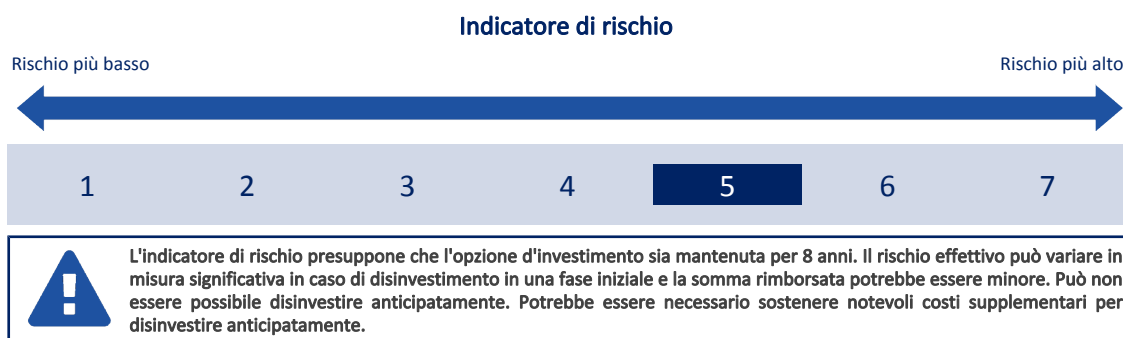 Indicatore di rischio
Rischio più basso
Rischio più alto
1 2 3 4 5 6 7
L'indicatore di rischio presuppone che l'opzione d'investimento sia mantenuta per 8 anni. Il rischio effettivo può variare in
misura significativa in caso di disinvestimento in una fase iniziale e la somma rimborsata potrebbe essere minore. Può non
essere possibile disinvestire anticipatamente. Potrebbe essere necessario sostenere notevoli costi supplementari per
disinvestire anticipatamente.